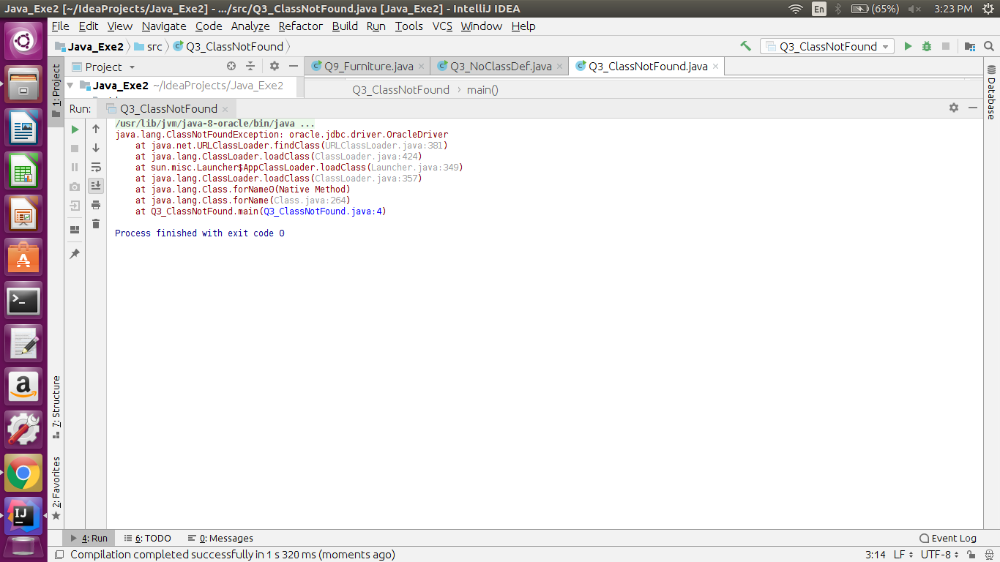 Java_Exe2 [~/IdeaProjects/Java_Exe2] - .../src/Q3_ClassNotFound.java [Java_Exe2] - IntelliJ IDEA
En (65%) 3:23 PM
File Edit View Navigate Code Analyze Refactor Build Run Tools VCS Window Help
Java_Exe2 src Q3_ClassNotFound
Q3_ClassNotFound
1: Project
Project
Q9_Furniture.java Q3_NoClassDef.java Q3_ClassNotFound.java
Java_Exe2 ~/IdeaProjects/Java_Exe2
Q3_ClassNotFound › main()
Database
Run: Q3_ClassNotFound
/usr/lib/jvm/java-8-oracle/bin/java ...
java.lang.ClassNotFoundException: oracle.jdbc.driver.OracleDriver
at java.net.URLClassLoader.findClass(URLClassLoader.java:381)
at java.lang.ClassLoader.loadClass(ClassLoader.java:424)
at sun.misc.Launcher$AppClassLoader.loadClass(Launcher.java:349)
at java.lang.ClassLoader.loadClass(ClassLoader.java:357)
at java.lang.Class.forName0(Native Method)
at java.lang.Class.forName(Class.java:264)
at Q3_ClassNotFound.main(Q3_ClassNotFound.java:4)
Process finished with exit code 0
7: Structure
2: Favorites
IJ
4: Run 6: TODO 0: Messages Event Log
Compilation completed successfully in 1 s 320 ms (moments ago) 3:14 LF UTF-8